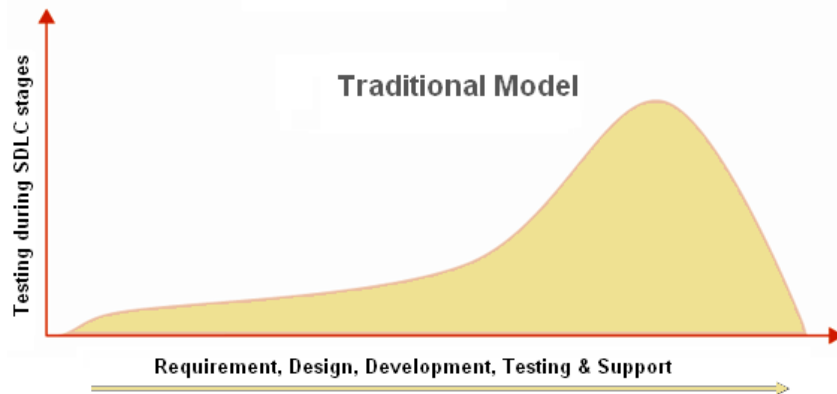 Traditional Model
Testing during SDLC stages
Requirement, Design, Development, Testing & Support